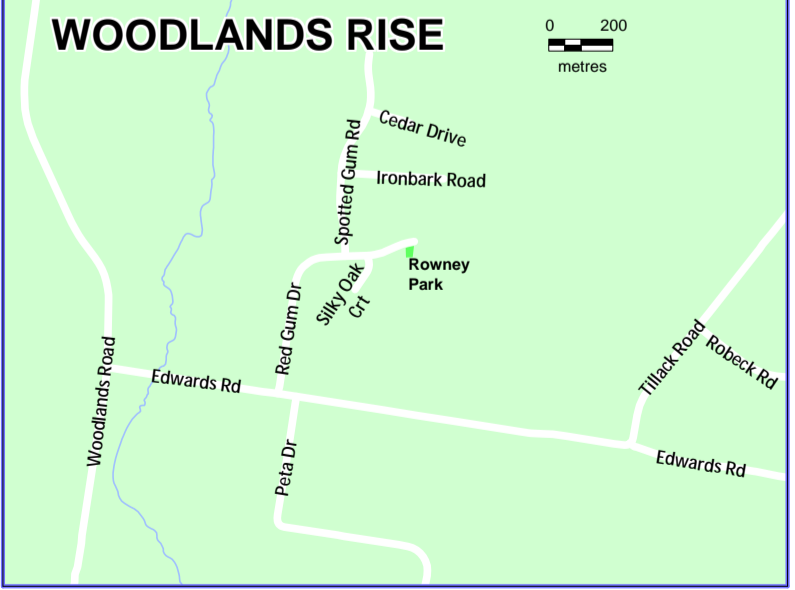 WOODLANDS RISE
0 200
metres
Cedar Drive
Spotted Gum Rd
Ironbark Road
Rowney
Park
Silky Oak
Crt
Red Gum Dr
Tillack Road
Robeck Rd
Woodlands Road
Edwards Rd
Peta Dr
Edwards Rd